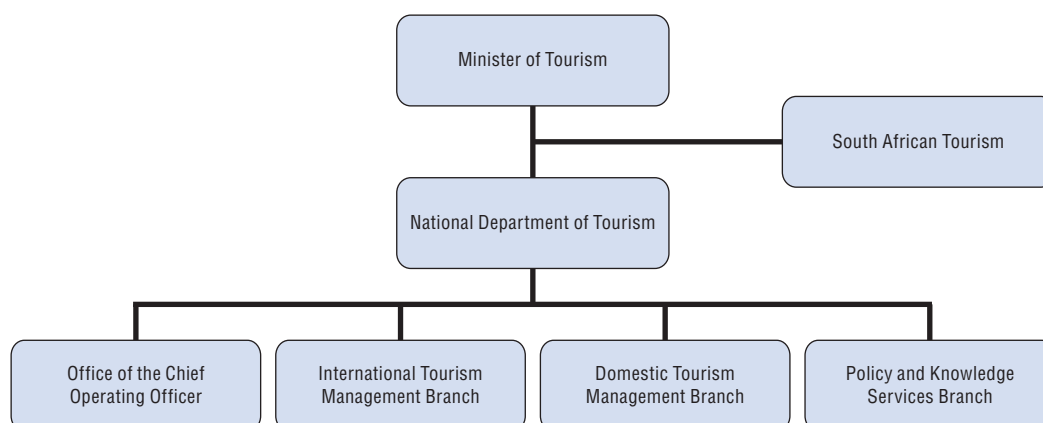 Minister of Tourism
South African Tourism
National Department of Tourism
Office of the Chief
Operating Officer
International Tourism
Management Branch
Domestic Tourism
Management Branch
Policy and Knowledge
Services Branch